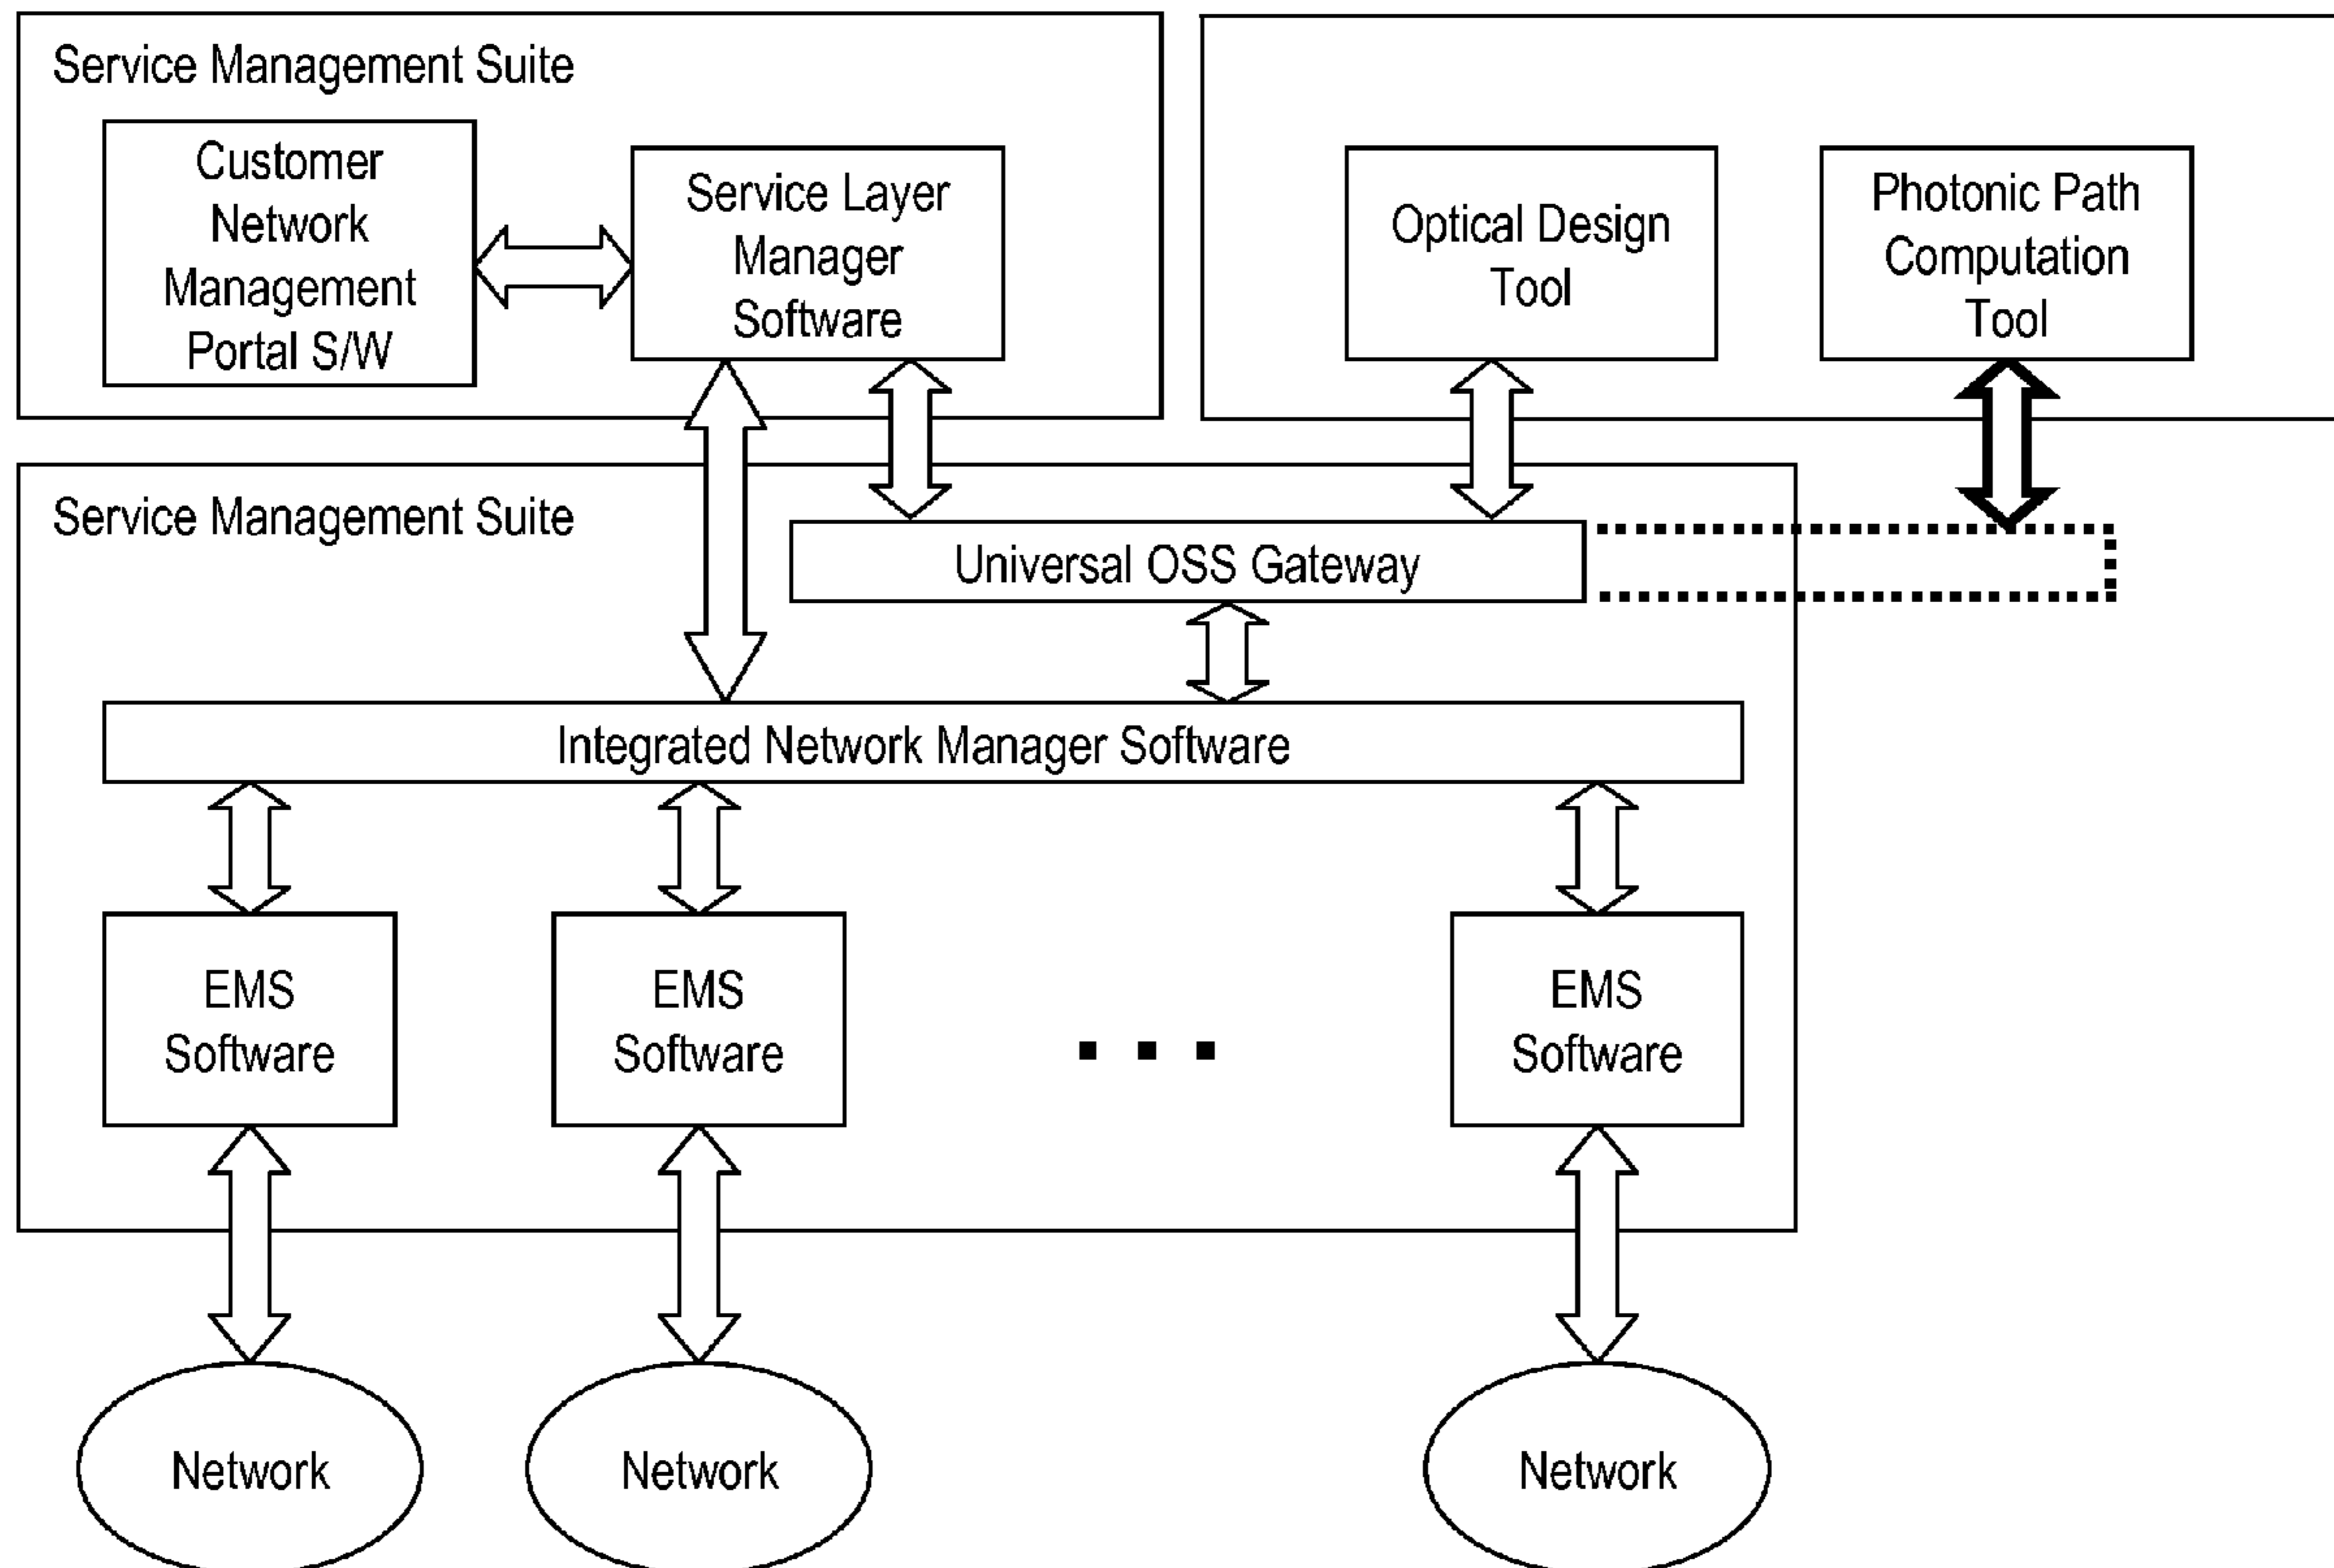 Service Management Suite
Customer
Network
Management
Portal S/W
Service Layer
Manager
Software
Optical Design
Tool
Photonic Path
Computation
Tool
Service Management Suite
Universal OSS Gateway
Integrated Network Manager Software
EMS
Software
EMS
Software
EMS
Software
Network
Network
Network